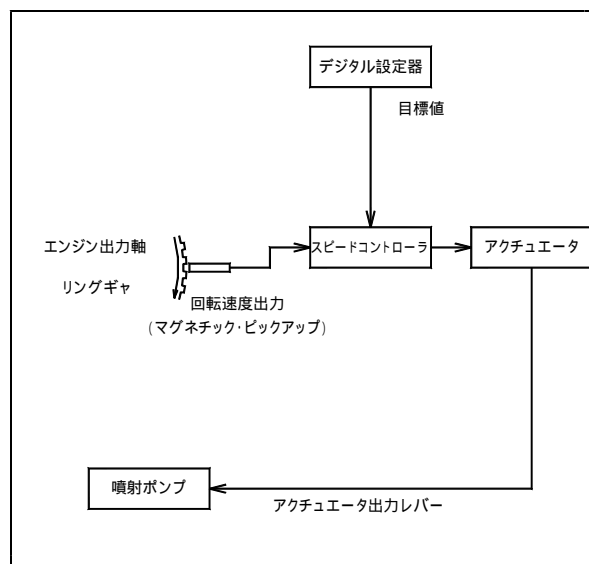 デジタル設定器
目標値
エンジン出力軸
スピードコントローラ
アクチュエータ
リングギャ
回転速度出力
(マグネチック・ピックアップ)
噴射ポンプ
アクチュエータ出力レバー